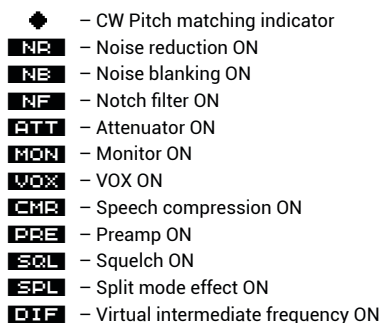 – CW Pitch matching indicator
NR – Noise reduction ON
NB – Noise blanking ON
NF – Notch filter ON
ATT – Attenuator ON
MON – Monitor ON
VOX – VOX ON
CMR – Speech compression ON
PRE – Preamp ON
SQL – Squelch ON
SPL – Split mode effect ON
DIF – Virtual intermediate frequency ON